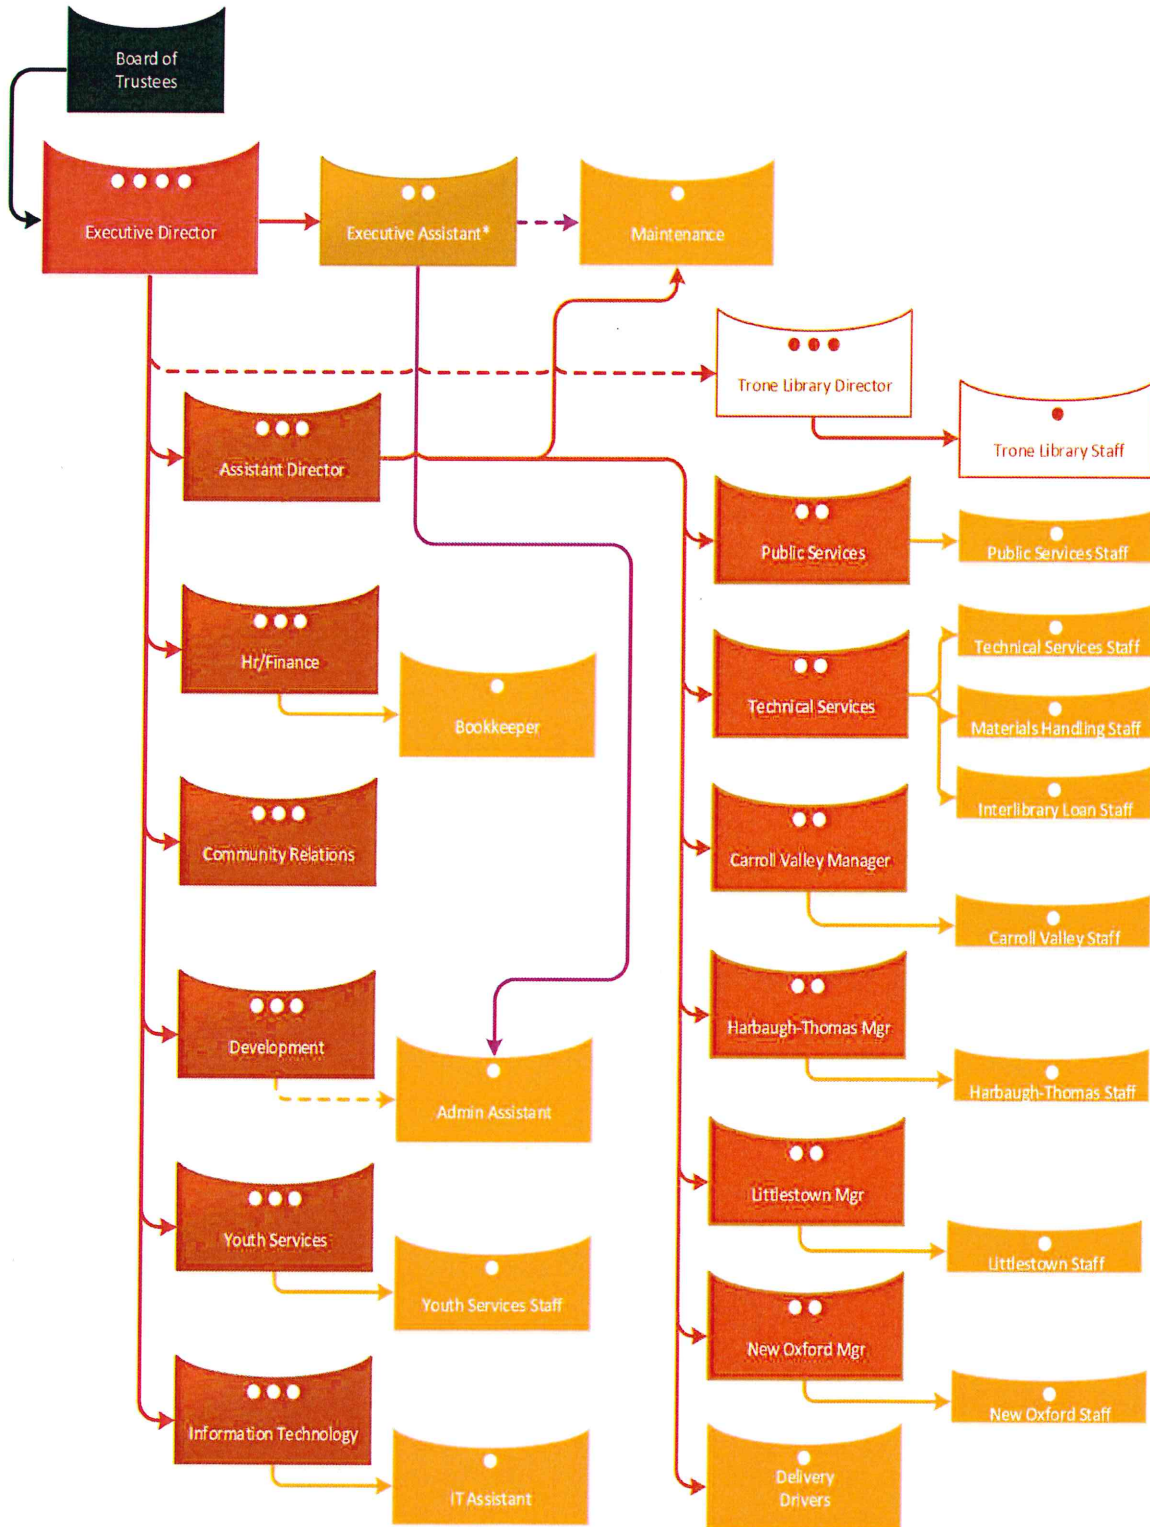 Board of
Trustees
Executive Director
Executive Assistant*
Maintenance
Trone Library Director
Trone Library Staff
Assistant Director
Public Services
Public Services Staff
Hr/Finance
Bookkeeper
Technical Services
Technical Services Staff
Materials Handling Staff
Interlibrary Loan Staff
Community Relations
Carroll Valley Manager
Carroll Valley Staff
Development
Admin Assistant
Harbaugh-Thomas Mgr
Harbaugh-Thomas Staff
Youth Services
Youth Services Staff
Littlestown Mgr
Littlestown Staff
New Oxford Mgr
New Oxford Staff
Information Technology
IT Assistant
Delivery
Drivers